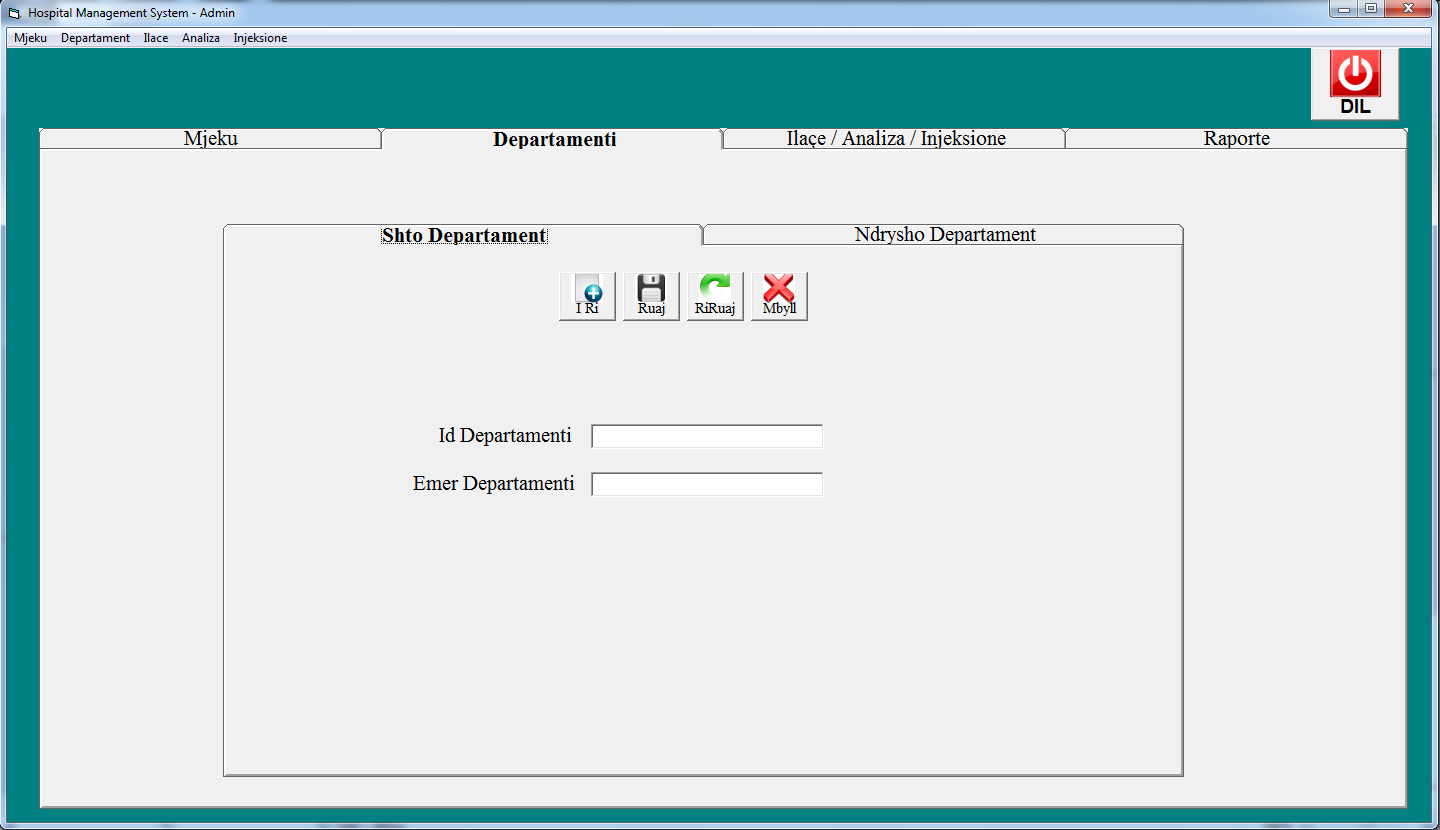 Hospital Management System - Admin
Mjeku Departament Ilace Analiza Injeksione
DIL
Mjeku Departamenti Ilaçe / Analiza / Injeksione Raporte
Shto Departament Ndrysho Departament
I Ri Ruaj RiRuaj Mbyll
Id Departamenti
Emer Departamenti